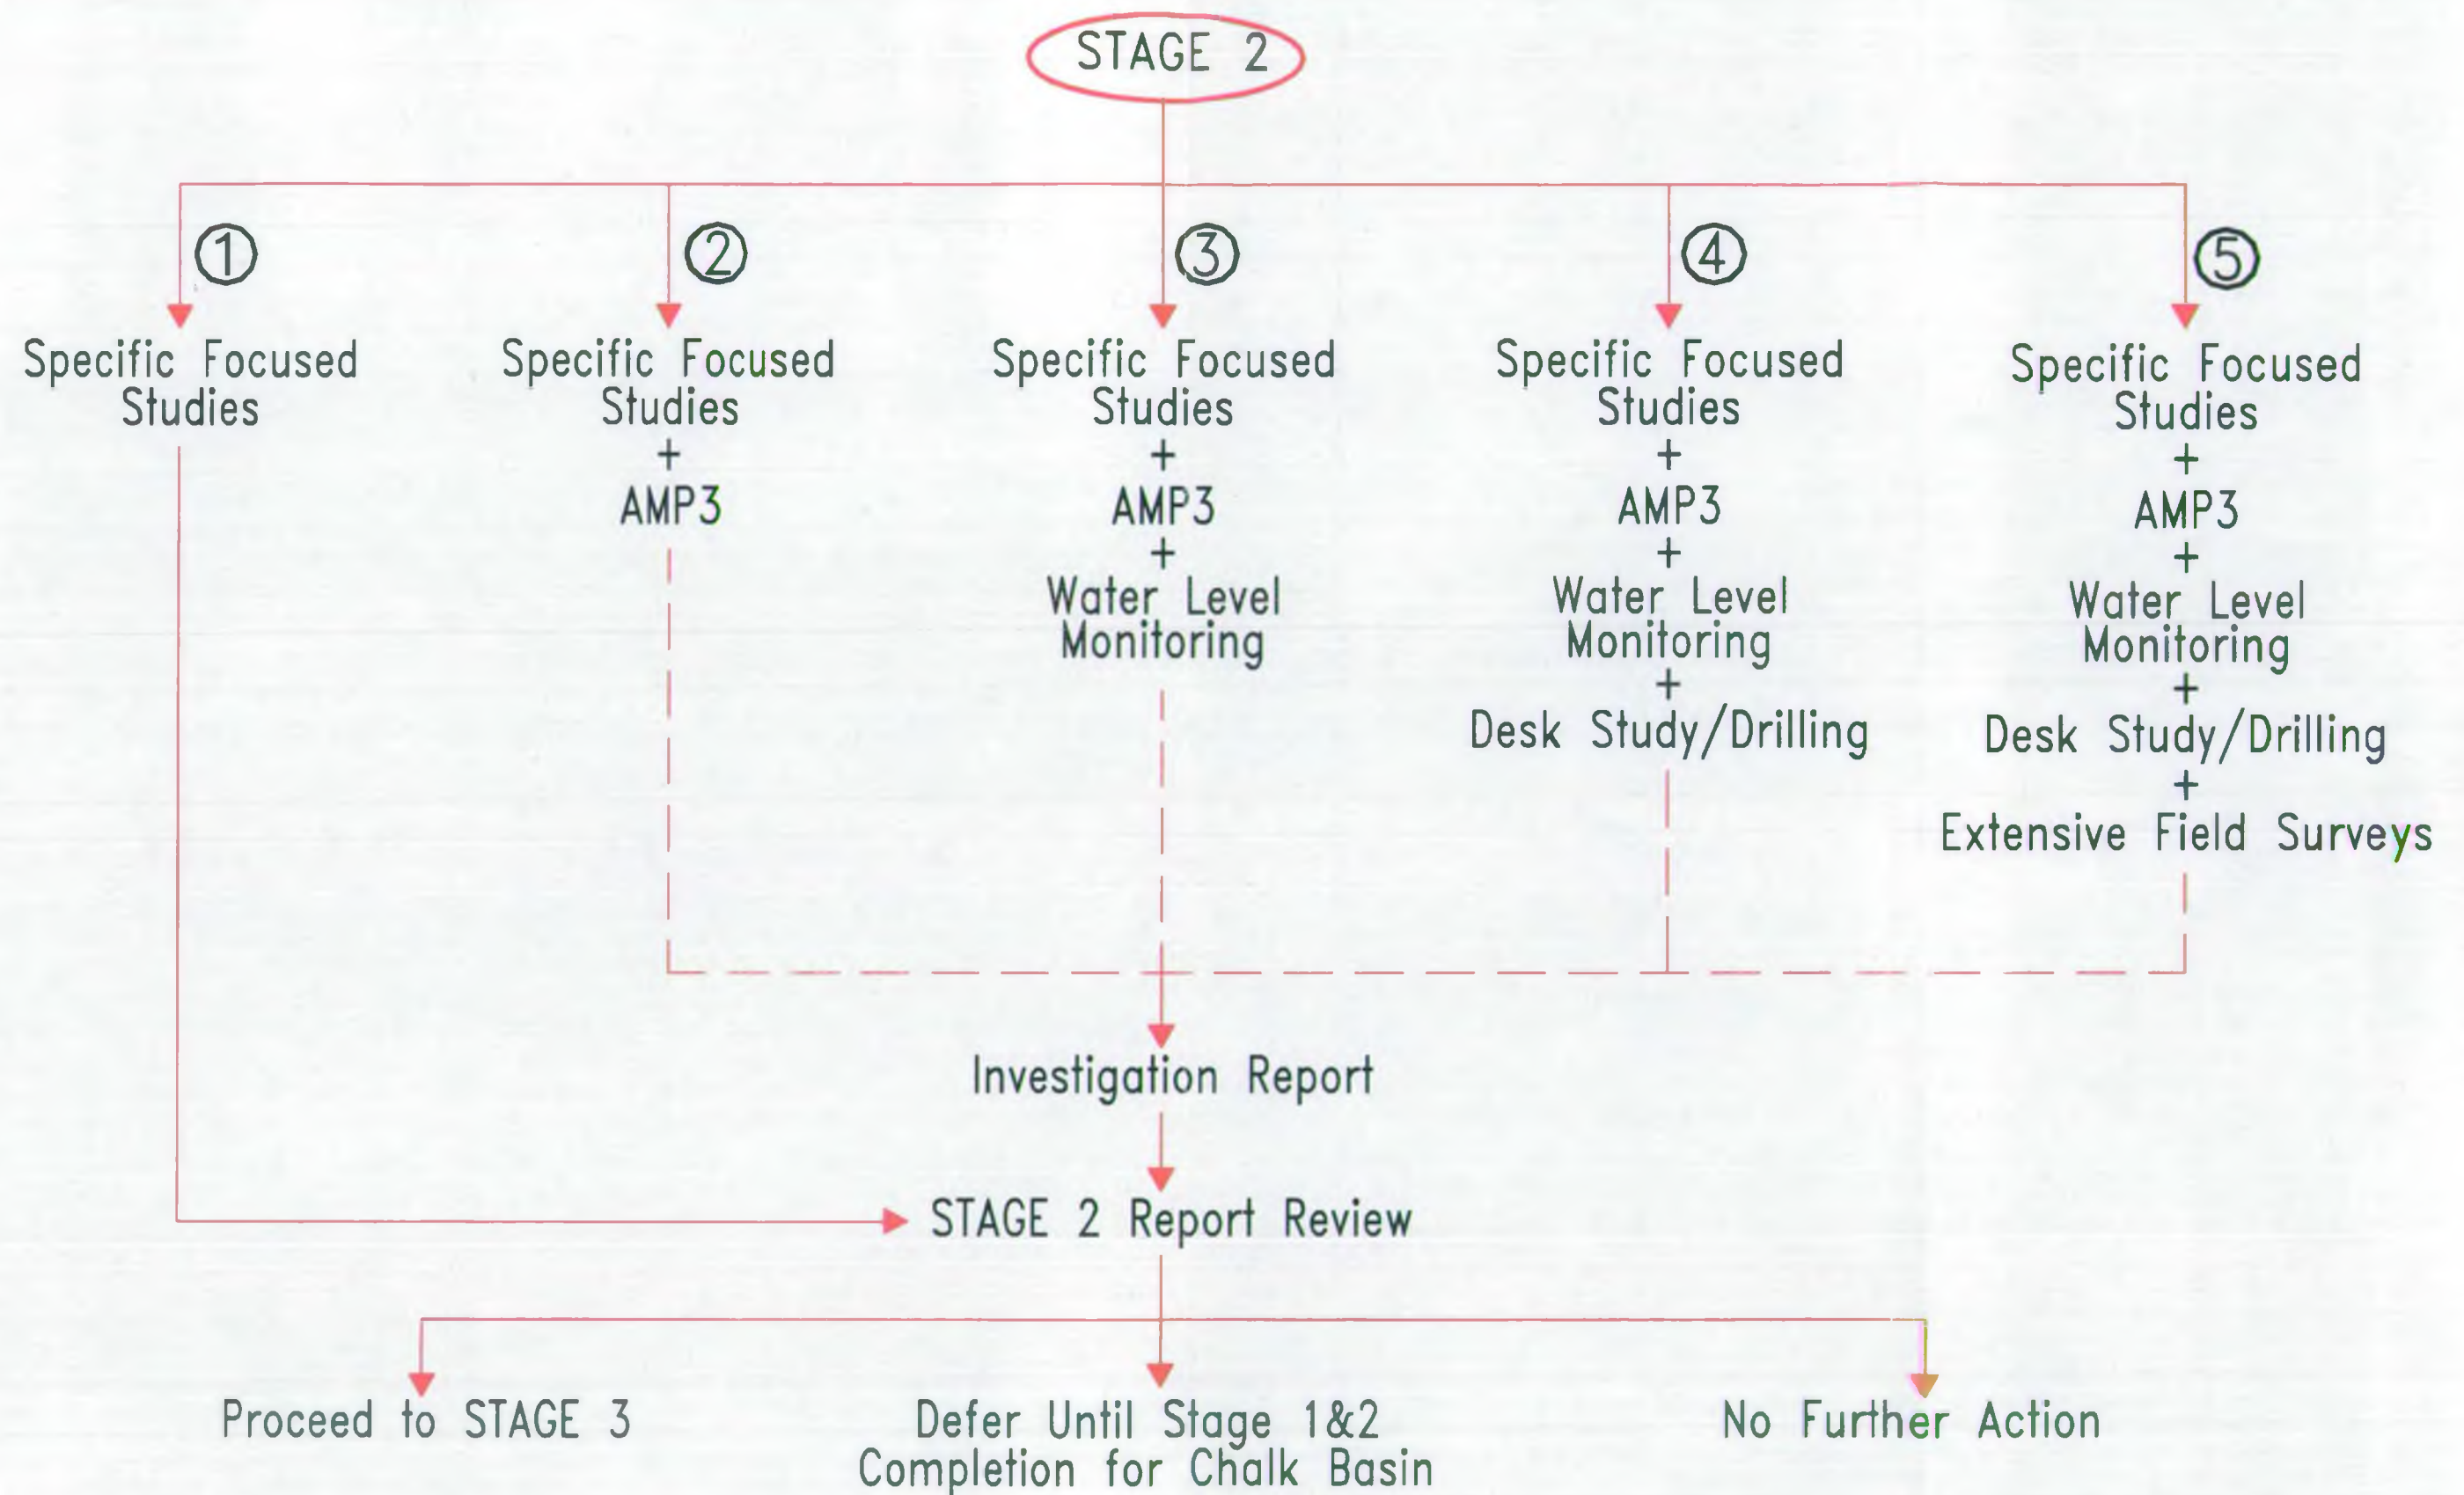 STAGE 2
①
②
③
④
⑤
Specific Focused
Studies
Specific Focused
Studies
+
AMP3
Specific Focused
Studies
+
AMP3
+
Water Level
Monitoring
Specific Focused
Studies
+
AMP3
+
Water Level
Monitoring
+
Desk Study/Drilling
Specific Focused
Studies
+
AMP3
+
Water Level
Monitoring
+
Desk Study/Drilling
+
Extensive Field Surveys
Investigation Report
STAGE 2 Report Review
Proceed to STAGE 3
Defer Until Stage 1&2
Completion for Chalk Basin
No Further Action